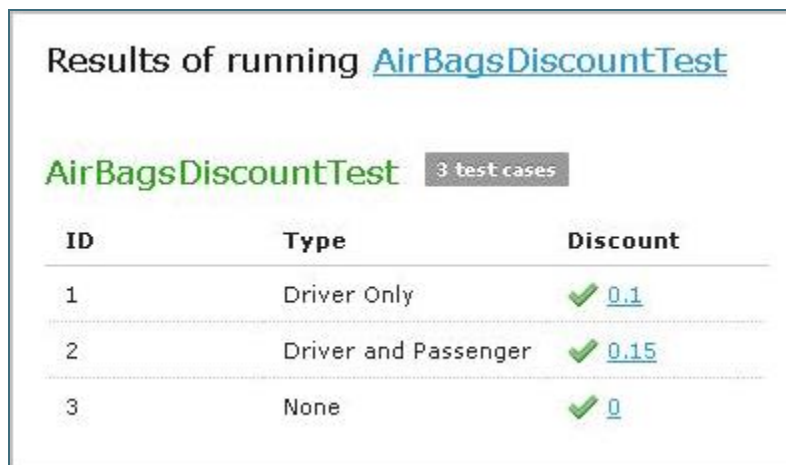 Results of running AirBagsDiscountTest
AirBagsDiscountTest 3 test cases
ID Type Discount
1 Driver Only 0.1
2 Driver and Passenger 0.15
3 None 0